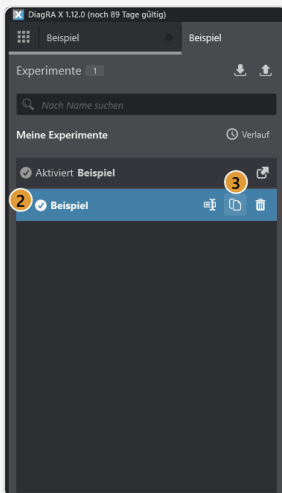 DiagRA X 1.12.0 (noch 89 Tage gültig)
Beispiel
Beispiel
Experimente 1
Nach Name suchen
Meine Experimente
Verlauf
Aktiviert Beispiel
3
2 Beispiel